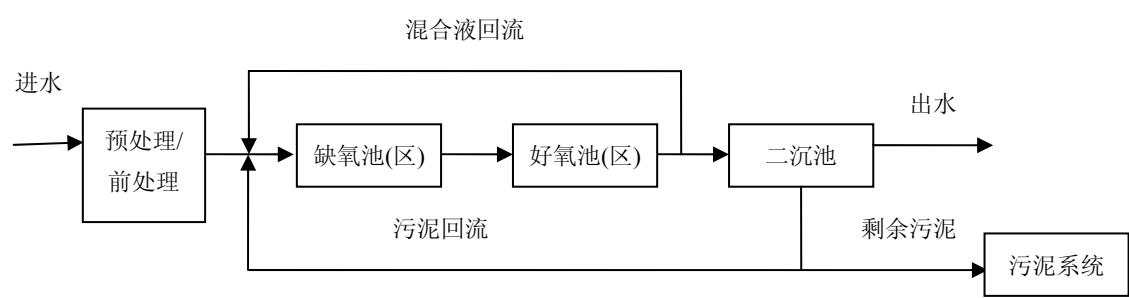 混合液回流
进水
出水
预处理/
前处理
缺氧池(区)
好氧池(区)
二沉池
污泥回流
剩余污泥
污泥系统